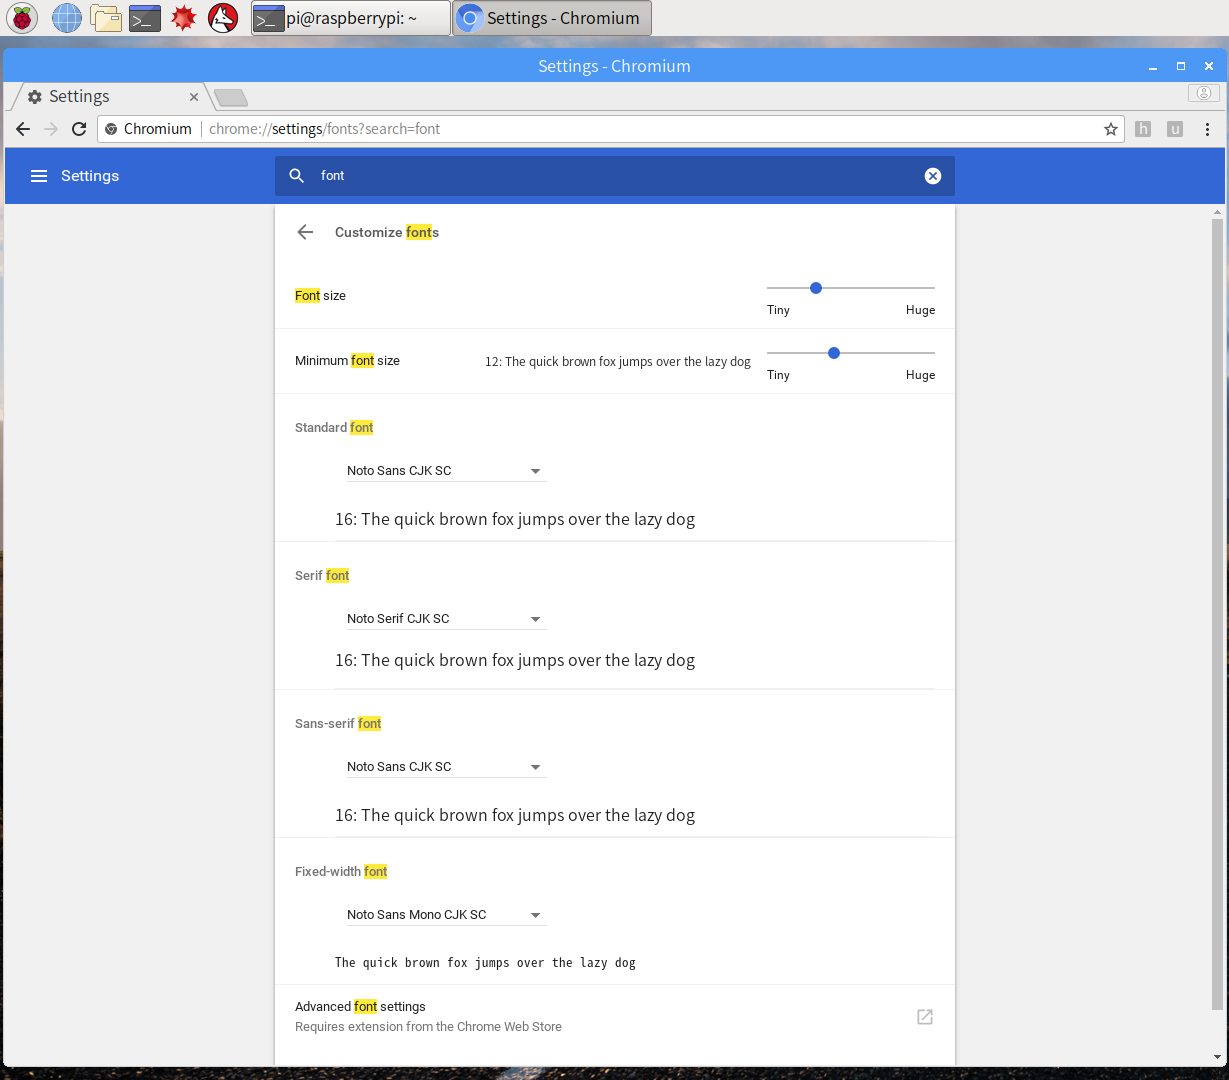 pi@raspberrypi: ~
Settings - Chromium
Settings - Chromium
Settings
Chromium
chrome://settings/fonts?search=font
h
u
Settings
font
Customize fonts
Font size
Tiny
Huge
Minimum font size
12: The quick brown fox jumps over the lazy dog
Tiny
Huge
Standard font
Noto Sans CJK SC
16: The quick brown fox jumps over the lazy dog
Serif font
Noto Serif CJK SC
16: The quick brown fox jumps over the lazy dog
Sans-serif font
Noto Sans CJK SC
16: The quick brown fox jumps over the lazy dog
Fixed-width font
Noto Sans Mono CJK SC
The quick brown fox jumps over the lazy dog
Advanced font settings
Requires extension from the Chrome Web Store